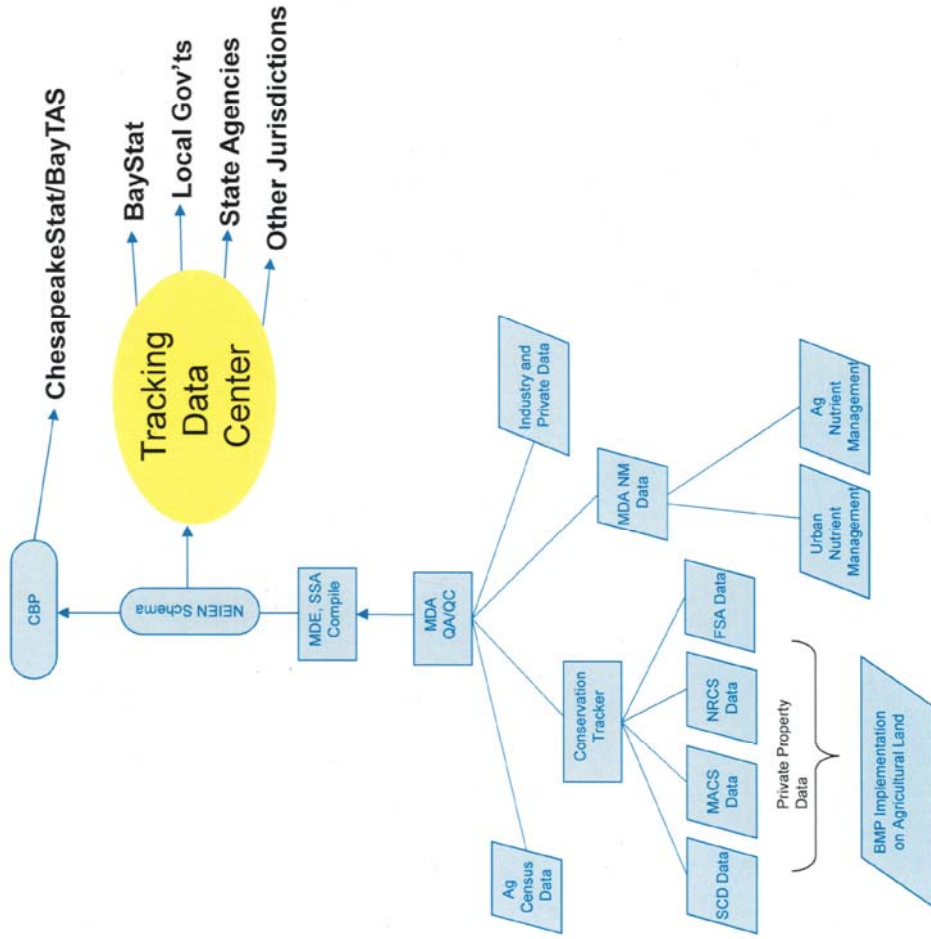 CBP
ChesapeakeStat/BayTAS
NEIEN Schema
Tracking
Data
Center
BayStat
Local Gov'ts
State Agencies
Other Jurisdictions
MDE, SSA
Compile
MDA
QA/QC
Ag
Census
Data
Conservation
Tracker
MDA NM
Data
Industry and
Private Data
SCD Data
MACS
Data
NRCS
Data
FSA Data
Urban
Nutrient
Management
Ag
Nutrient
Management
Private Property
Data
BMP Implementation
on Agricultural Land